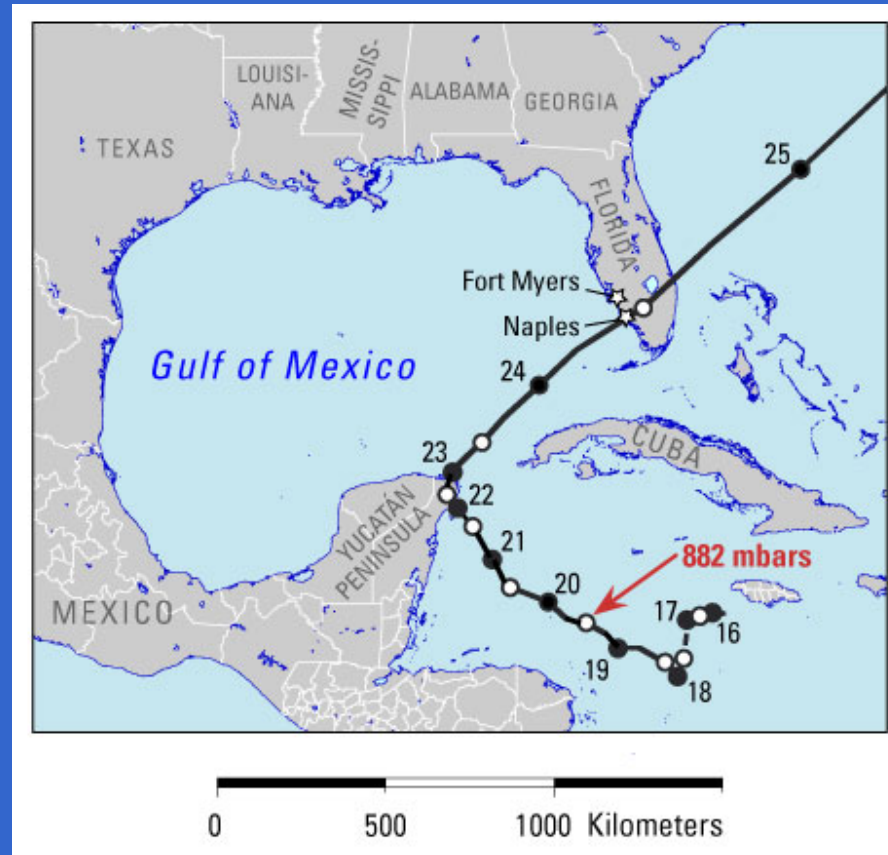 LOUISI-
ANA
MISSIS-
SIPPI
ALABAMA
GEORGIA
TEXAS
25
FLORIDA
Fort Myers
Naples
Gulf of Mexico
24
23
CUBA
22
YUCATÁN
PENINSULA
21
882 mbars
20
17
16
MEXICO
19
18
0 500 1000 Kilometers